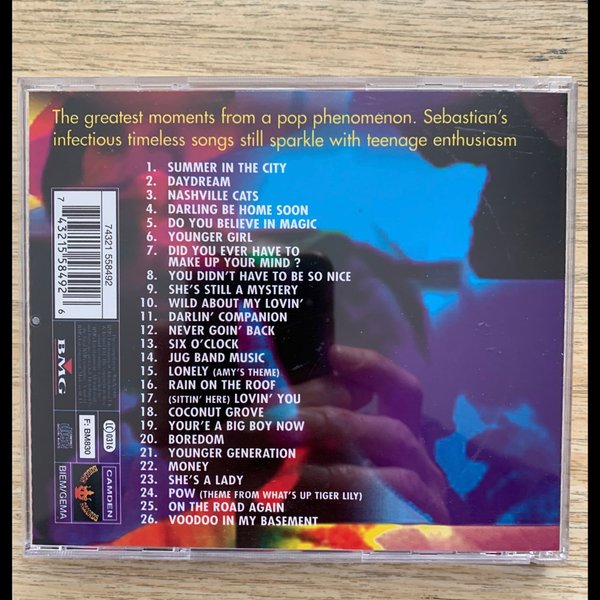 The greatest moments from a pop phenomenon. Sebastian's
infectious timeless songs still sparkle with teenage enthusiasm
1. SUMMER IN THE CITY
2. DAYDREAM
3. NASHVILLE CATS
4. DARLING BE HOME SOON
5. DO YOU BELIEVE IN MAGIC
6. YOUNGER GIRL
7. DID YOU EVER HAVE TO
MAKE UP YOUR MIND ?
8. YOU DIDN'T HAVE TO BE SO NICE
9. SHE'S STILL A MYSTERY
10. WILD ABOUT MY LOVIN'
11. DARLIN' COMPANION
12. NEVER GOIN' BACK
13. SIX O'CLOCK
14. JUG BAND MUSIC
15. LONELY (AMY'S THEME)
16. RAIN ON THE ROOF
17. (SITTIN' HERE) LOVIN' YOU
18. COCONUT GROVE
19. YOUR'E A BIG BOY NOW
20. BOREDOM
21. YOUNGER GENERATION
22. MONEY
23. SHE'S A LADY
24. POW (THEME FROM WHAT'S UP TIGER LILY)
25. ON THE ROAD AGAIN
26. VOODOO IN MY BASEMENT
74321 558492
7 43215 58492 6
BMG
LC 0316
F: BM830
CAMDEN
BIEM/GEMA